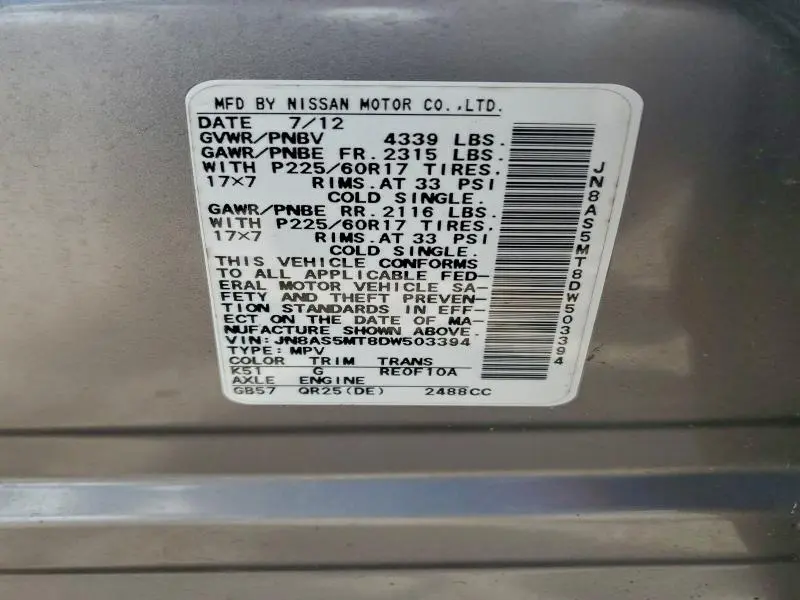 MFD BY NISSAN MOTOR CO.,LTD.
DATE 7/12
GVWR/PNBV 4339 LBS.
GAWR/PNBE FR. 2315 LBS.
WITH P225/60R17 TIRES.
17×7 RIMS.AT 33 PSI
COLD SINGLE.
GAWR/PNBE RR. 2116 LBS.
WITH P225/60R17 TIRES.
17×7 RIMS.AT 33 PSI
COLD SINGLE.
THIS VEHICLE CONFORMS
TO ALL APPLICABLE FED-
ERAL MOTOR VEHICLE SA-
FETY AND THEFT PREVEN-
TION STANDARDS IN EFF-
ECT ON THE DATE OF MA-
NUFACTURE SHOWN ABOVE.
VIN: JN8AS5MT8DW503394
TYPE: MPV
COLOR TRIM TRANS
K51 G RE0F10A
AXLE ENGINE
GB57 QR25(DE) 2488CC
JN8AS5MT8DW503394